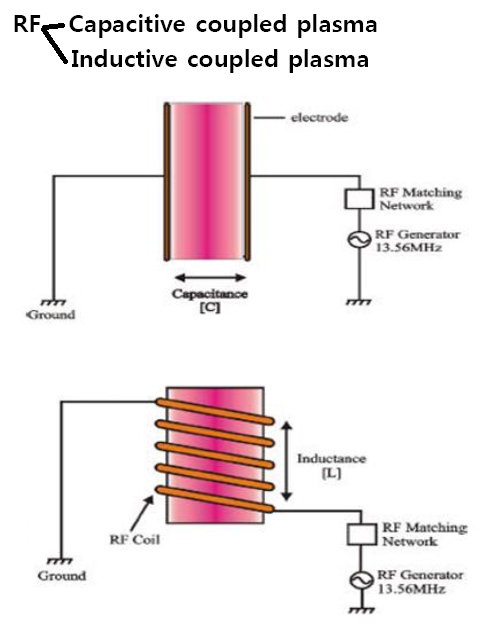 RF Capacitive coupled plasma
Inductive coupled plasma
electrode
RF Matching
Network
RF Generator
13.56MHz
Capacitance
[C]
Ground
Inductance
[L]
RF Coil
RF Matching
Network
Ground
RF Generator
13.56MHz